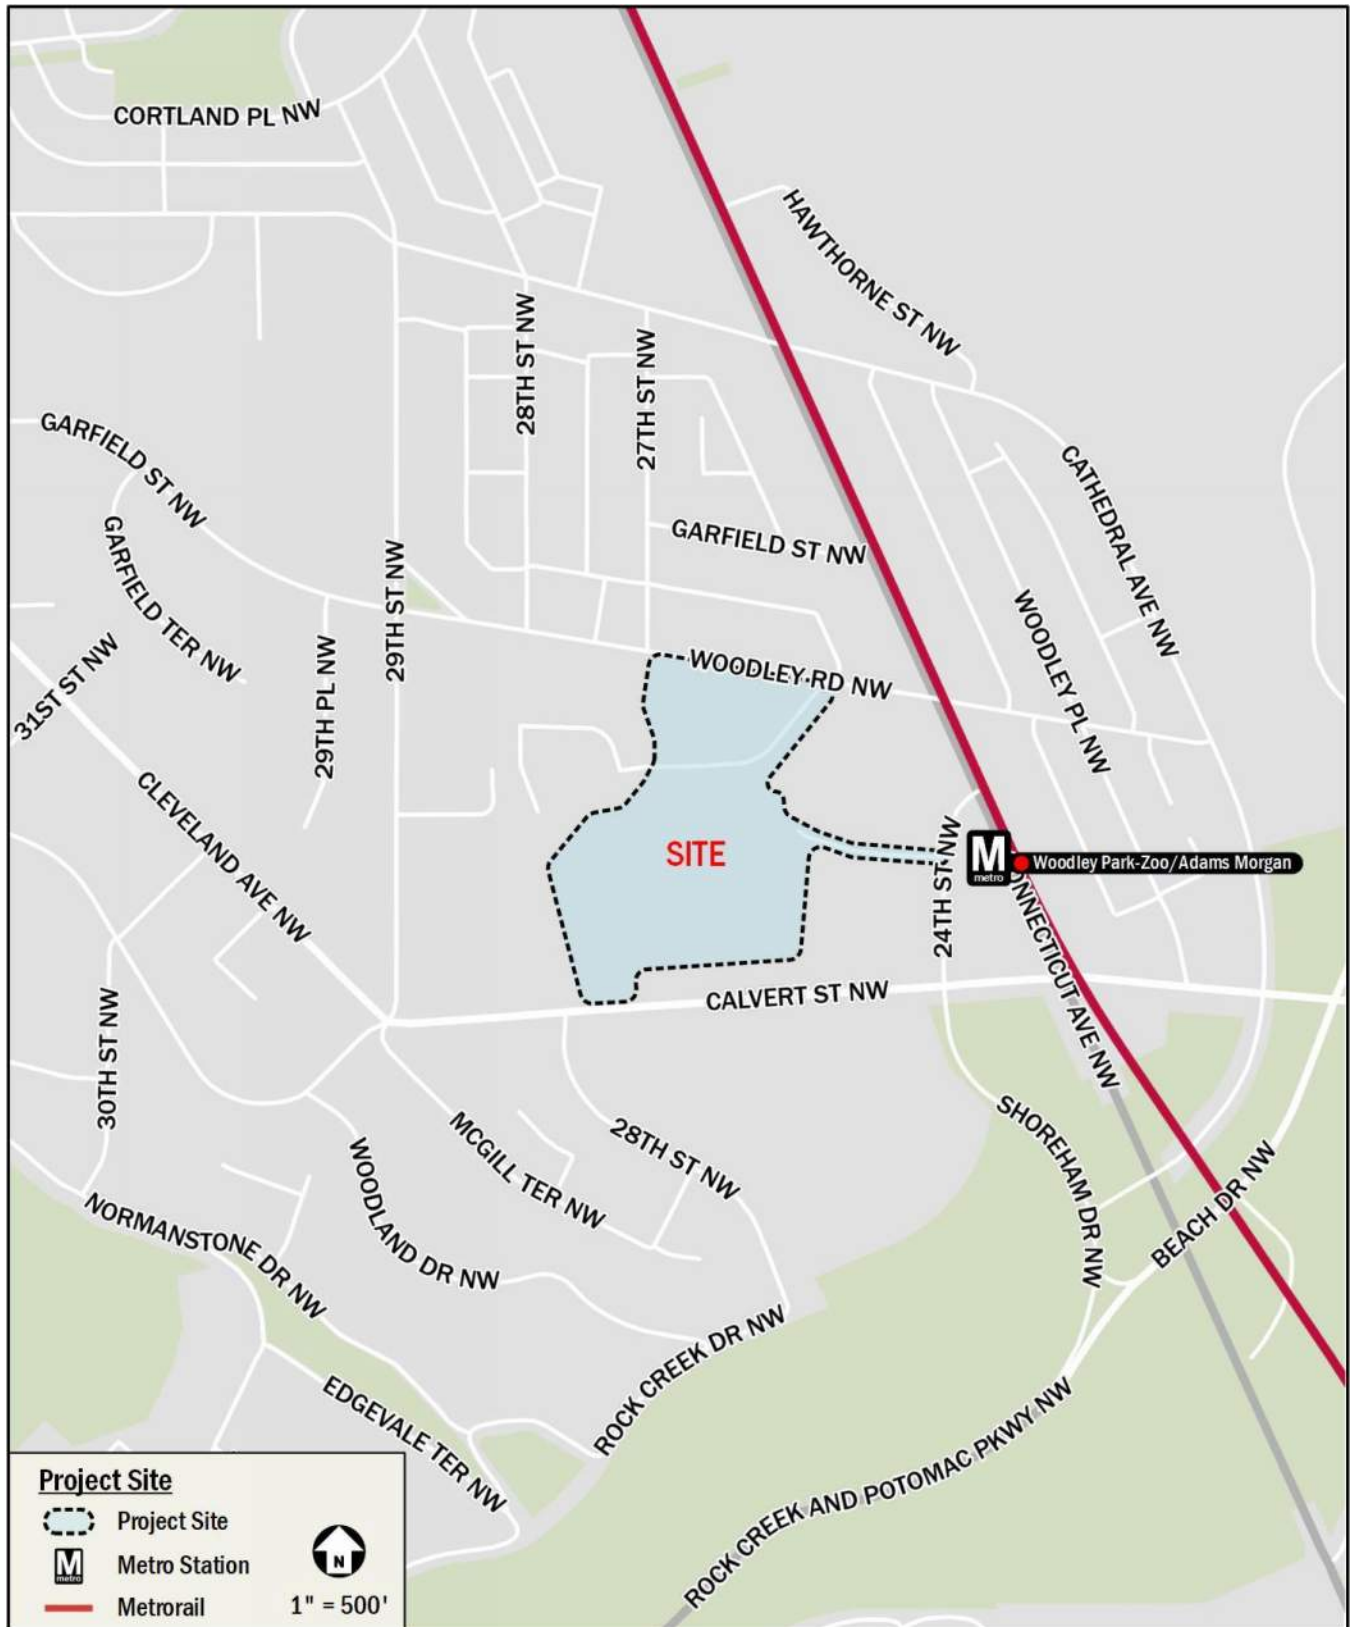 CORTLAND PL NW
HAWTHORNE ST NW
28TH ST NW
27TH ST NW
GARFIELD ST NW
CATHEDRAL AVE NW
GARFIELD ST NW
GARFIELD TER NW
29TH ST NW
WOODLEY PL NW
31ST ST NW
29TH PL NW
WOODLEY RD NW
CLEVELAND AVE NW
SITE
24TH ST NW
M
metro
Woodley Park-Zoo/Adams Morgan
CONNECTICUT AVE NW
CALVERT ST NW
30TH ST NW
MCGILL TER NW
28TH ST NW
SHOREHAM DR NW
WOODLAND DR NW
BEACH DR NW
NORMANSTONE DR NW
ROCK CREEK DR NW
EDGEVALE TER NW
ROCK CREEK AND POTOMAC PKWY NW
Project Site
Project Site
M
metro
Metro Station
Metrorail
N
1" = 500'